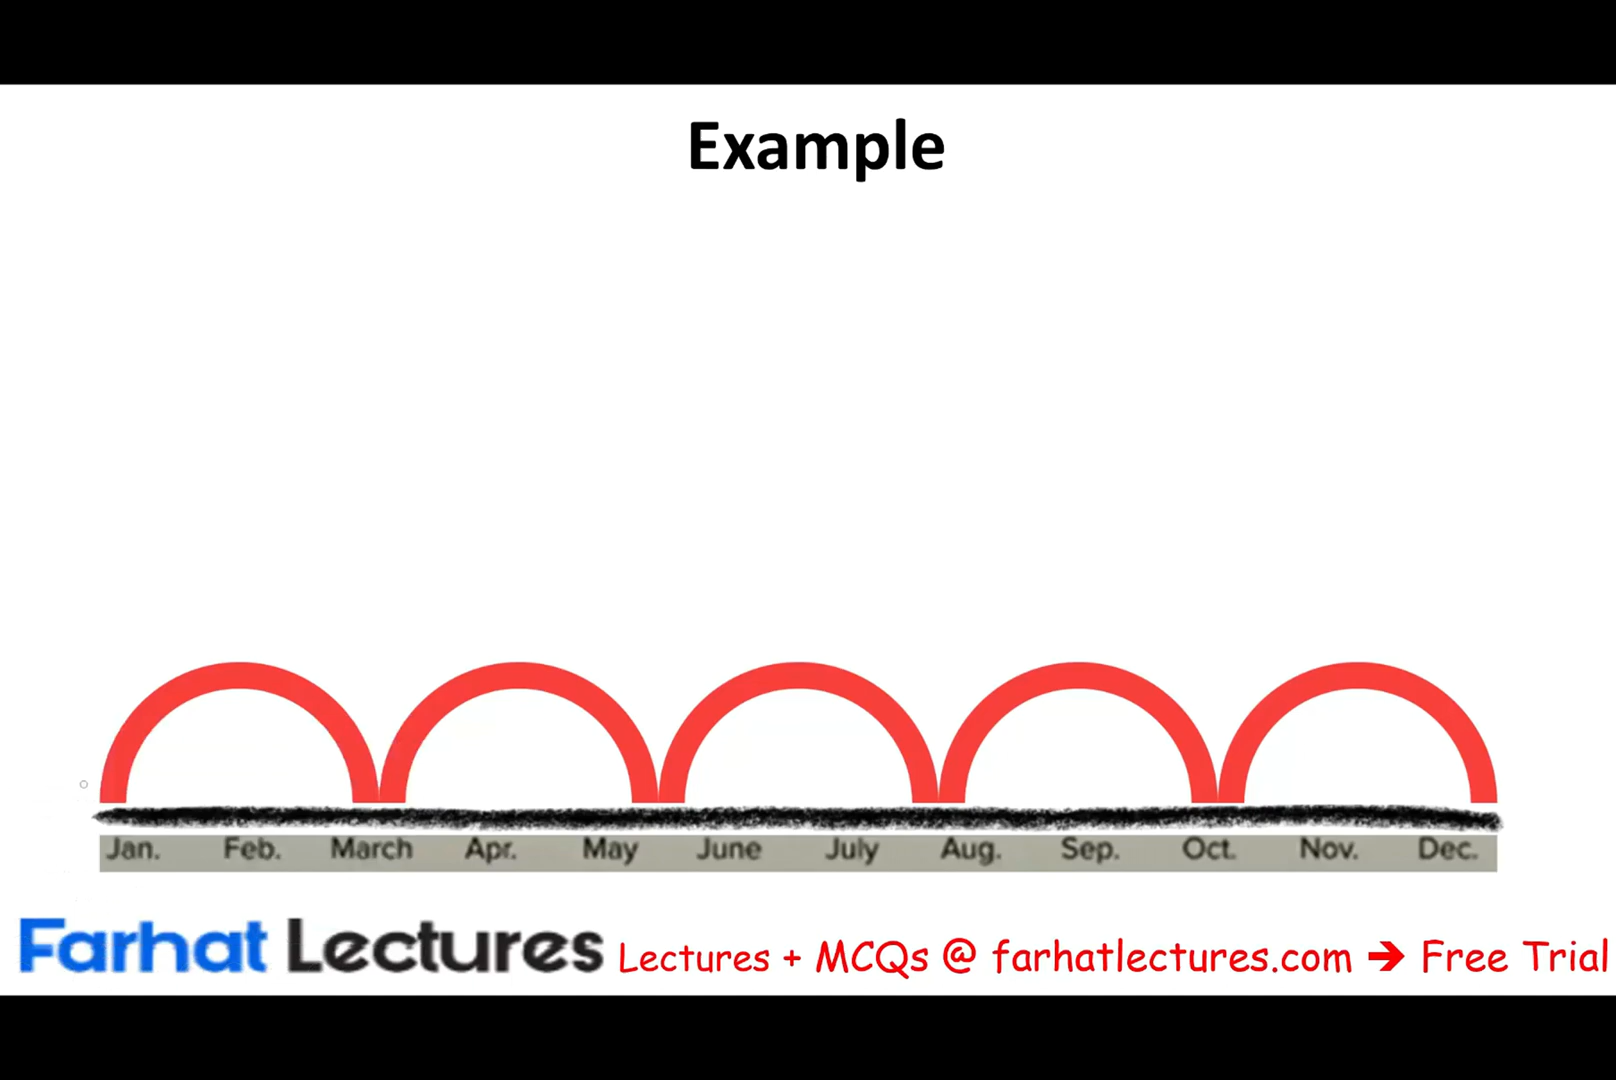 Example
Jan. Feb. March Apr. May June July Aug. Sep. Oct. Nov. Dec.
Farhat Lectures Lectures + MCQs @ farhatlectures.com ➔ Free Trial